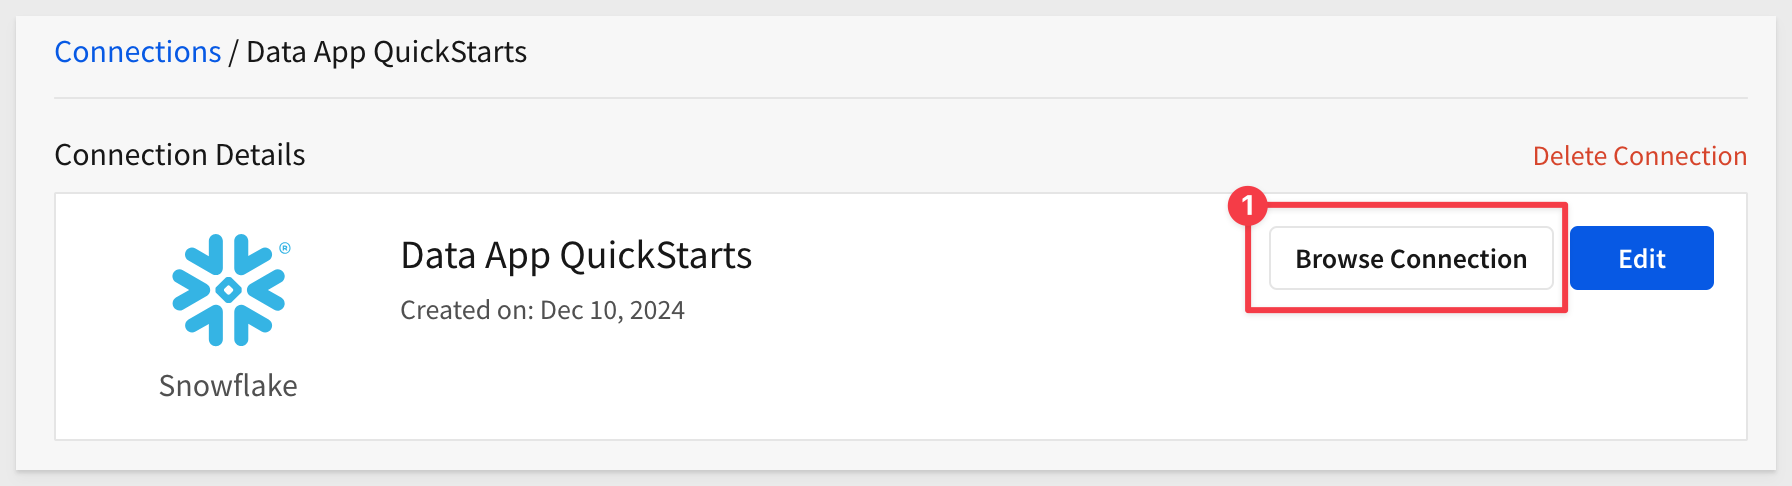 Connections / Data App QuickStarts
Connection Details
Delete Connection
1
®
Data App QuickStarts
Browse Connection
Edit
Created on: Dec 10, 2024
Snowflake